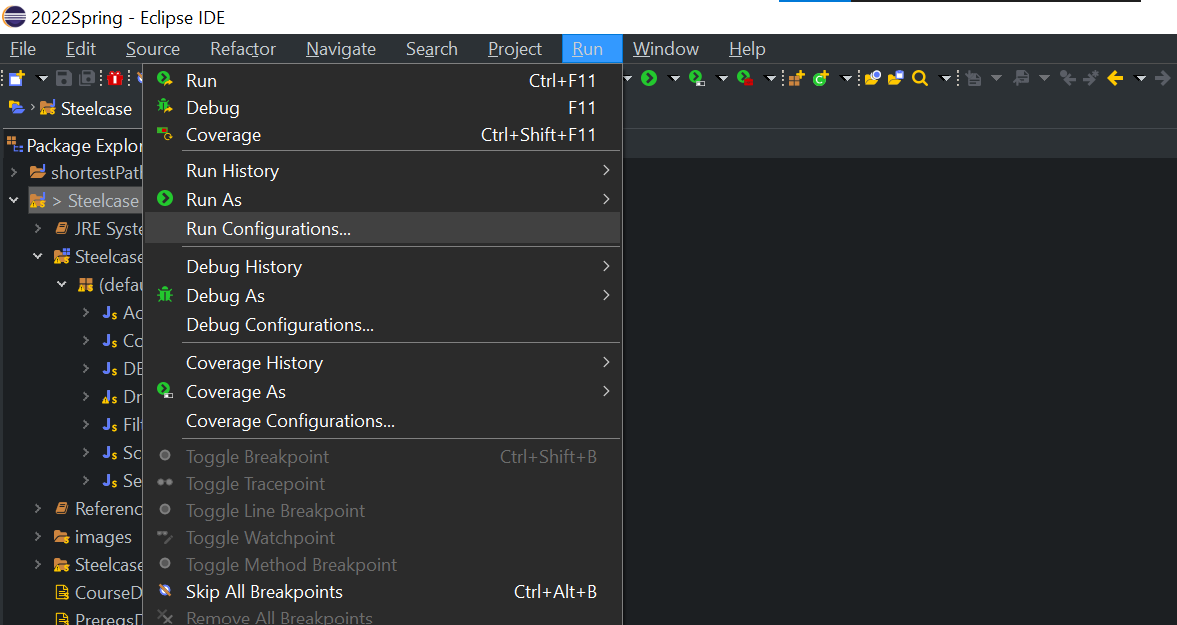 2022Spring - Eclipse IDE
File Edit Source Refactor Navigate Search Project Run Window Help
Steelcase
Package Explor
shortestPat
> Steelcase
JRE Syste
Steelcase
(defau
Ac
Co
DE
Dr
Filt
Sc
Se
Referenc
images
Steelcase
CourseD
PrereqsD
Run Ctrl+F11
Debug F11
Coverage Ctrl+Shift+F11
Run History
Run As
Run Configurations...
Debug History
Debug As
Debug Configurations...
Coverage History
Coverage As
Coverage Configurations...
Toggle Breakpoint Ctrl+Shift+B
Toggle Tracepoint
Toggle Line Breakpoint
Toggle Watchpoint
Toggle Method Breakpoint
Skip All Breakpoints Ctrl+Alt+B
Remove All Breakpoints